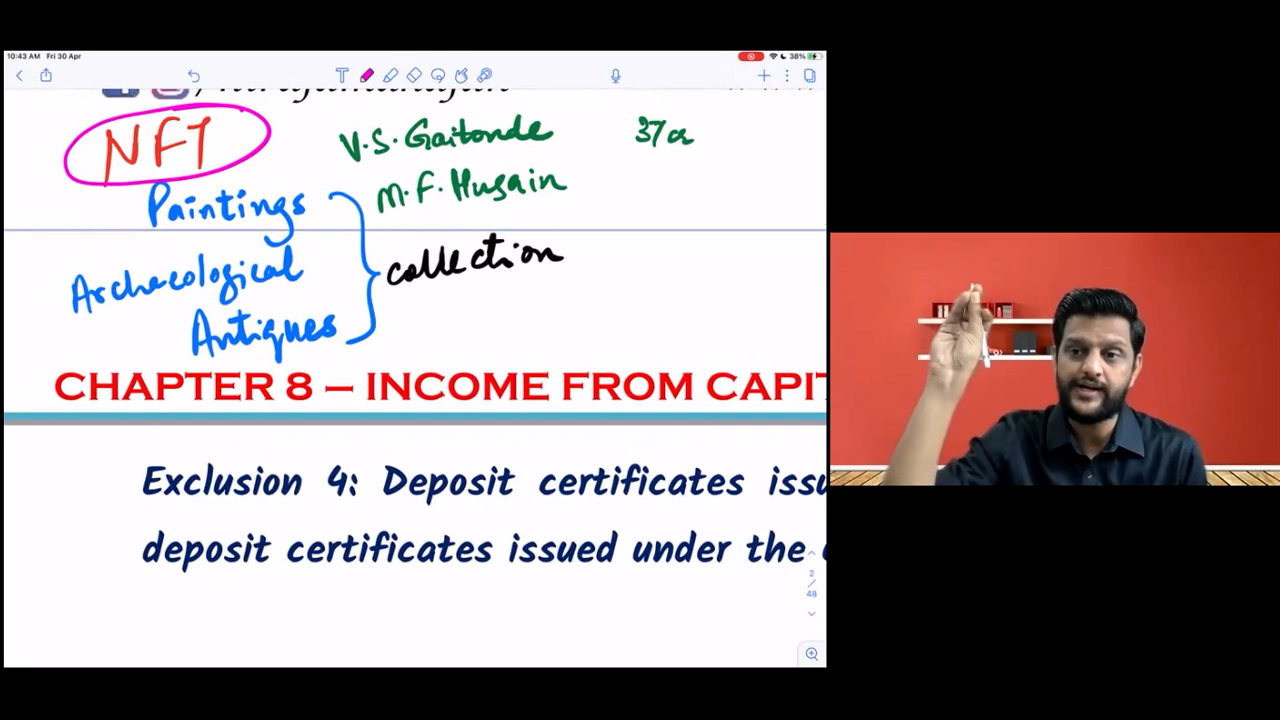 10:43 AM Fri 30 Apr
38%
NFT
V.S. Gaitonde 37cr
M.F. Husain
Paintings
Archaeological
collection
Antiques
CHAPTER 8 – INCOME FROM CAPIT
Exclusion 4: Deposit certificates issu
deposit certificates issued under the
2
/
48